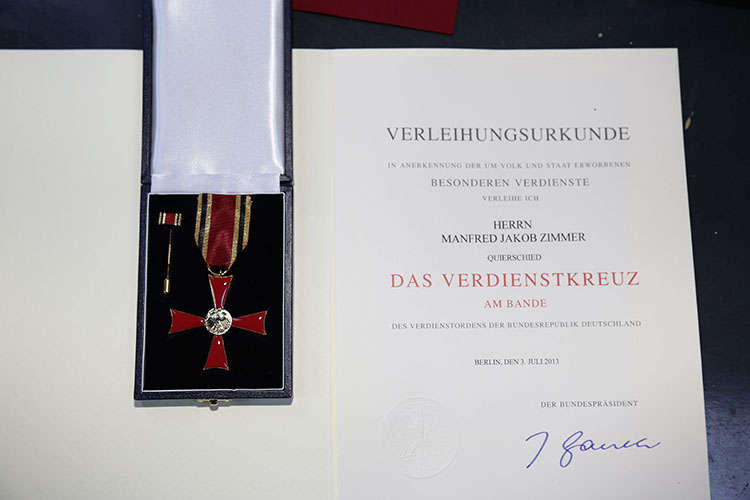 VERLEIHUNGSURKUNDE
IN ANERKENNUNG DER UM VOLK UND STAAT ERWORBENEN
BESONDEREN VERDIENSTE
VERLEIHE ICH
HERRN
MANFRED JAKOB ZIMMER
QUIERSCHIED
DAS VERDIENSTKREUZ
AM BANDE
DES VERDIENSTORDENS DER BUNDESREPUBLIK DEUTSCHLAND
BERLIN, DEN 3. JULI 2013
DER BUNDESPRÄSIDENT
J Gauck